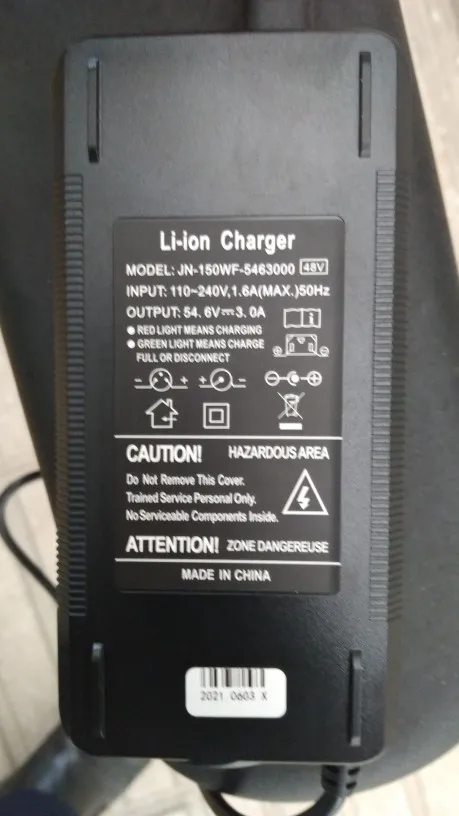 Li-ion Charger
MODEL: JN-150WF-5463000 48V
INPUT: 110~240V,1.6A(MAX.)50Hz
OUTPUT: 54.6V⎓3.0A
● RED LIGHT MEANS CHARGING
● GREEN LIGHT MEANS CHARGE
FULL OR DISCONNECT
CAUTION! HAZARDOUS AREA
Do Not Remove This Cover.
Trained Service Personal Only.
No Serviceable Components Inside.
ATTENTION! ZONE DANGEREUSE
MADE IN CHINA
2021 0603 X